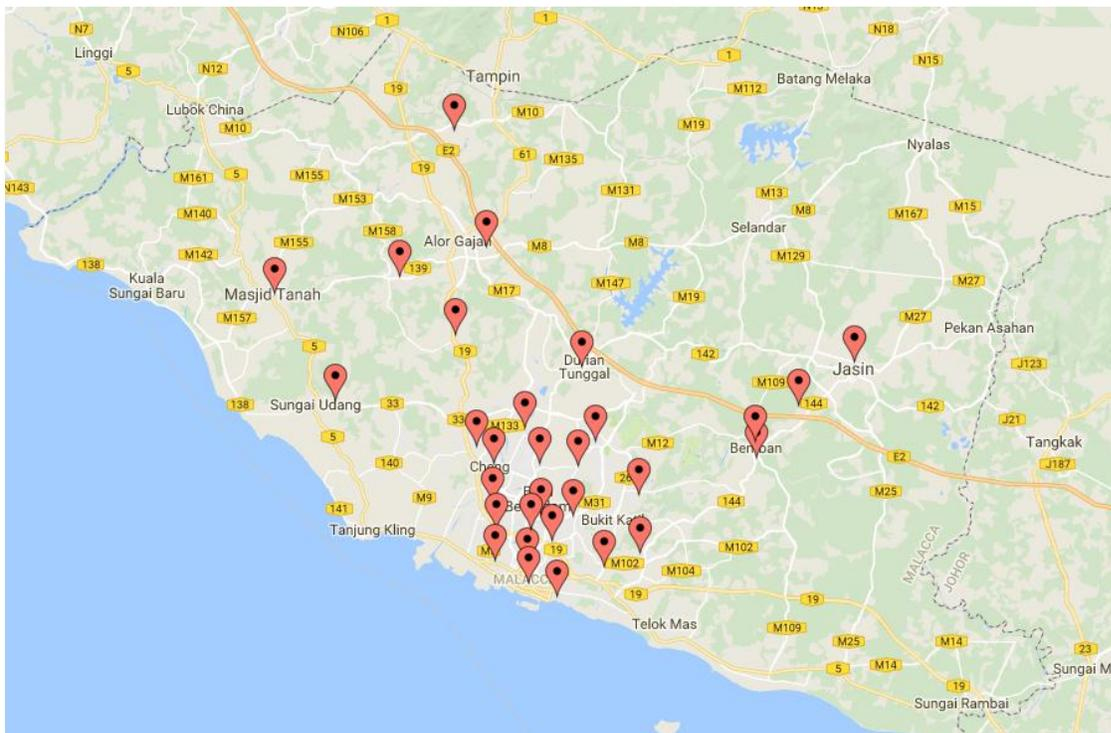 N15
N7
1
1
N18
N106
Linggi
1
N15
5
N12
Tampin
Batang Melaka
19
M112
Lubok China
M10
M10
M19
Nyalas
E2
61
M135
19
M161
5
M155
N143
M153
M131
M13
M140
M8
M167
M15
M158
Selandar
M155
Alor Gajah
M8
M8
M142
M129
138
139
Kuala
Sungai Baru
M147
M27
Masjid Tanah
M17
M19
M157
M27
Pekan Asahan
5
19
142
Durian
Tunggal
J123
Jasin
M109
138
Sungai Udang
33
144
142
33
M133
J21
5
M12
Tangkak
Bemban
140
Cheng
E2
J187
M9
M25
141
M31
144
Bukit Katil
Tanjung Kling
19
M102
M102
MALACCA
JOHOR
M104
MALACCA
19
19
Telok Mas
M109
M25
M14
23
5
M14
Sungai M
19
Sungai Rambai